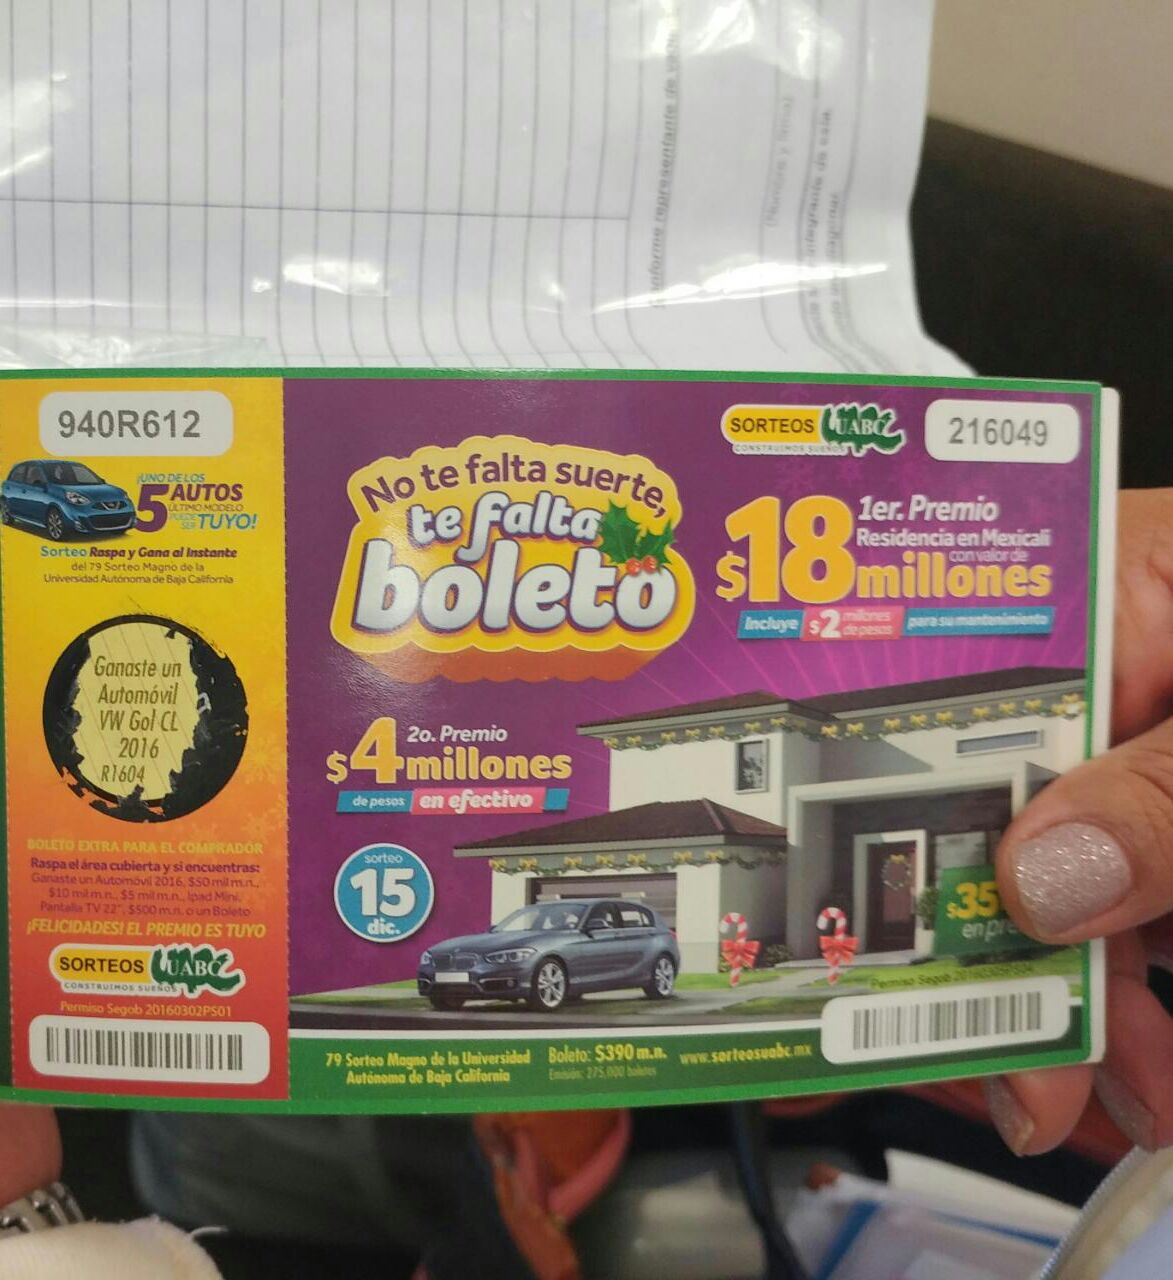 940R612
¡UNO DE LOS
5 AUTOS
ÚLTIMO MODELO
PUEDE SER TUYO!
Sorteo Raspa y Gana al Instante
del 79 Sorteo Magno de la
Universidad Autónoma de Baja California
Ganaste un
Automóvil
VW Gol CL
2016
R1604
BOLETO EXTRA PARA EL COMPRADOR
Raspa el área cubierta y si encuentras:
Ganaste un Automóvil 2016, $50 mil m.n.,
$10 mil m.n., $5 mil m.n., Ipad Mini,
Pantalla TV 22", $500 m.n. o un Boleto
¡FELICIDADES! EL PREMIO ES TUYO
SORTEOS UABC
CONSTRUIMOS SUEÑOS
Permiso Segob 20160302PS01
No te falta suerte,
te falta
boleto
SORTEOS UABC
CONSTRUIMOS SUEÑOS
216049
1er. Premio
Residencia en Mexicali
con valor de
$18 millones
Incluye $2 millones de pesos para su mantenimiento
2o. Premio
$4 millones
de pesos en efectivo
sorteo
15
dic.
$35
en pre
Permiso Segob
79 Sorteo Magno de la Universidad
Autónoma de Baja California
Boleto: $390 m.n.
Emisión: 275,000 boletos
www.sorteosuabc.mx